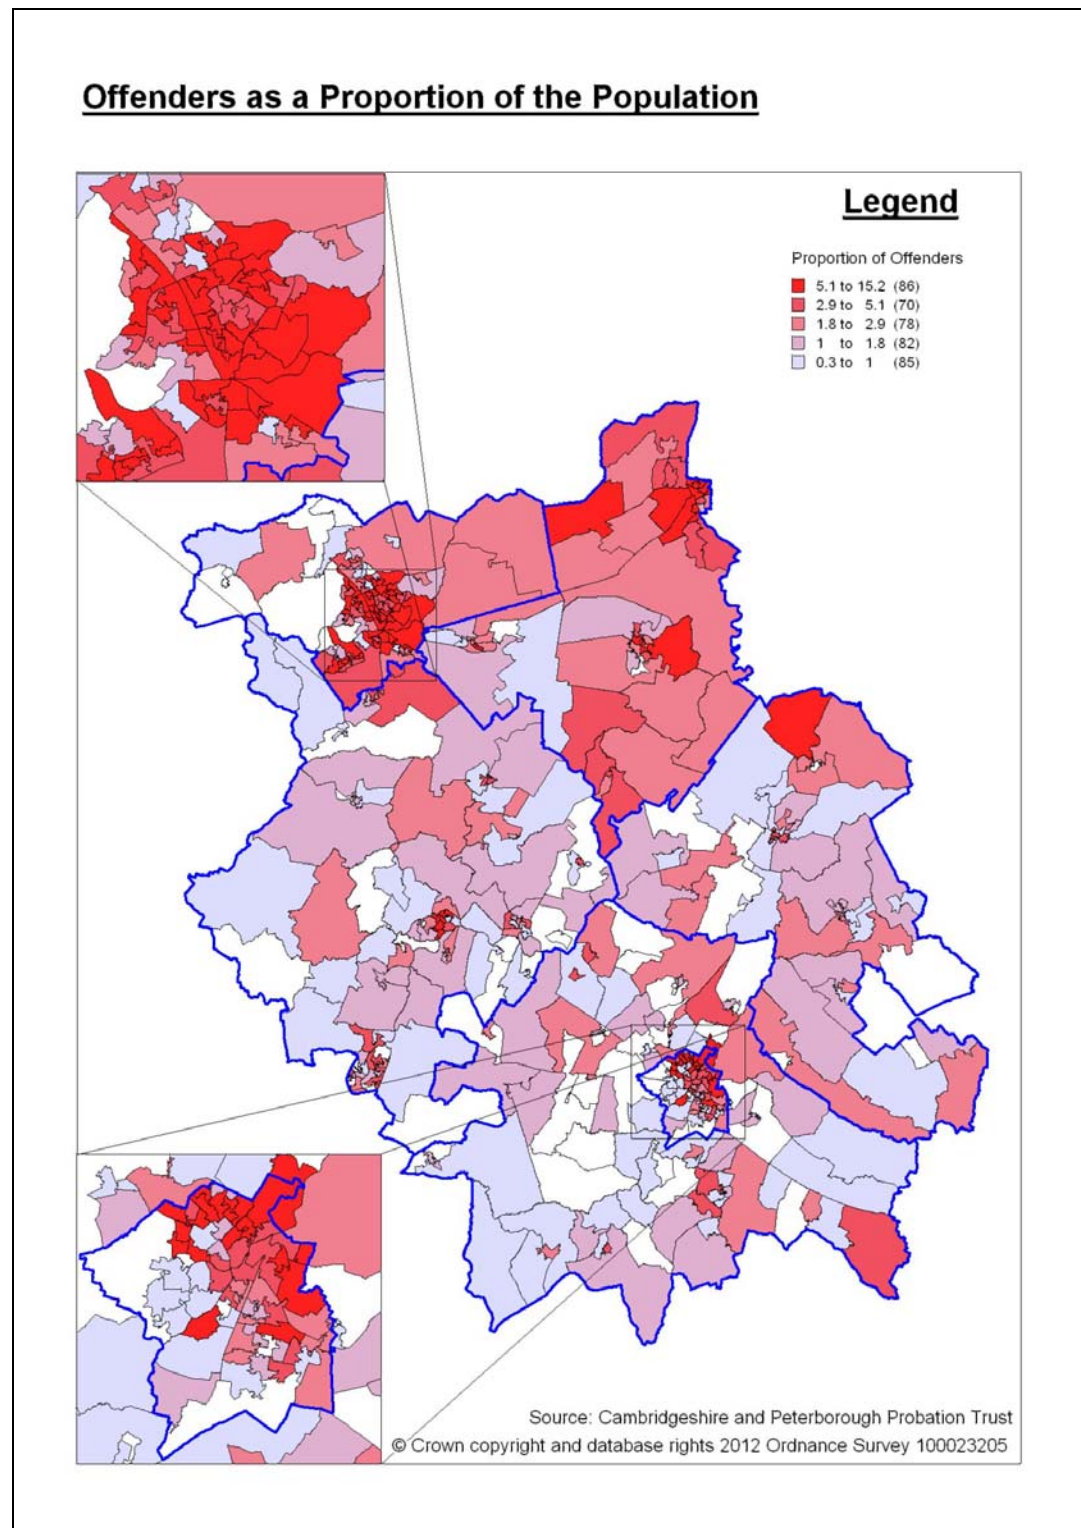 Offenders as a Proportion of the Population
Legend
Proportion of Offenders
5.1 to 15.2 (86)
2.9 to 5.1 (70)
1.8 to 2.9 (78)
1 to 1.8 (82)
0.3 to 1 (85)
Source: Cambridgeshire and Peterborough Probation Trust
© Crown copyright and database rights 2012 Ordnance Survey 100023205